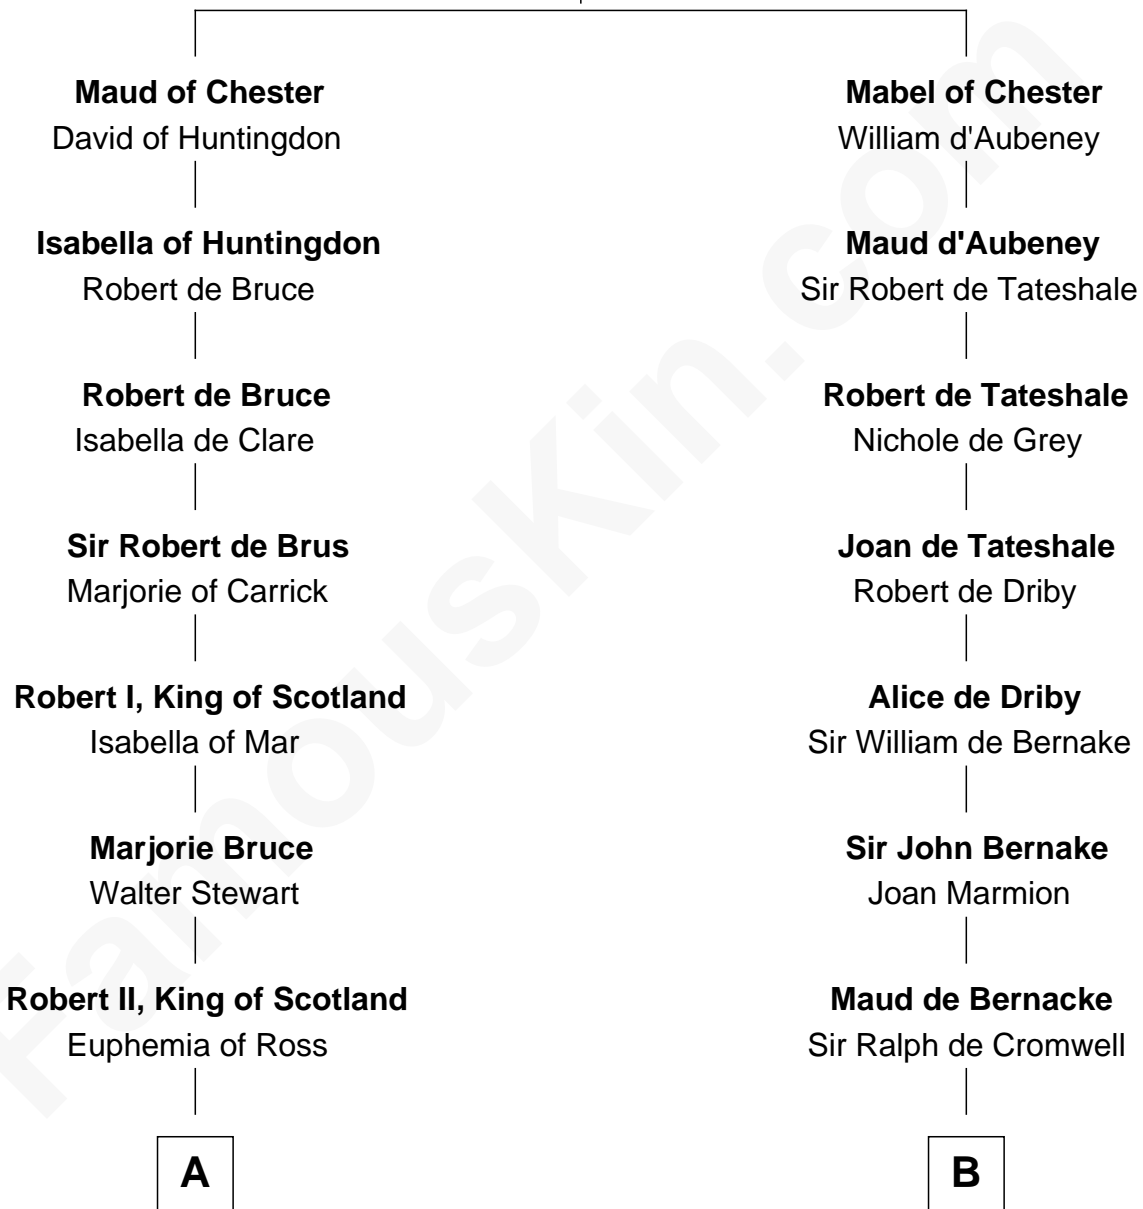 Maud of Chester
David of Huntingdon
Isabella of Huntingdon
Robert de Bruce
Robert de Bruce
Isabella de Clare
Sir Robert de Brus
Marjorie of Carrick
Robert I, King of Scotland
Isabella of Mar
Marjorie Bruce
Walter Stewart
Robert II, King of Scotland
Euphemia of Ross
A
Mabel of Chester
William d'Aubeney
Maud d'Aubeney
Sir Robert de Tateshale
Robert de Tateshale
Nichole de Grey
Joan de Tateshale
Robert de Driby
Alice de Driby
Sir William de Bernake
Sir John Bernake
Joan Marmion
Maud de Bernacke
Sir Ralph de Cromwell
B
FamousKin.com